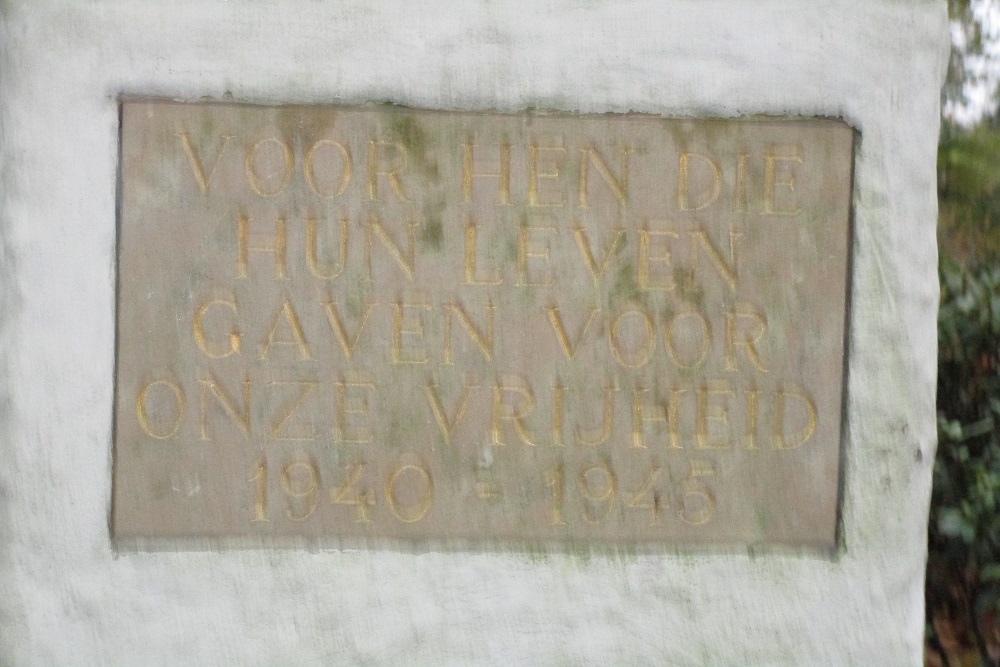 VOOR HEN DIE
HUN LEVEN
GAVEN VOOR
ONZE VRIJHEID
1940 - 1945